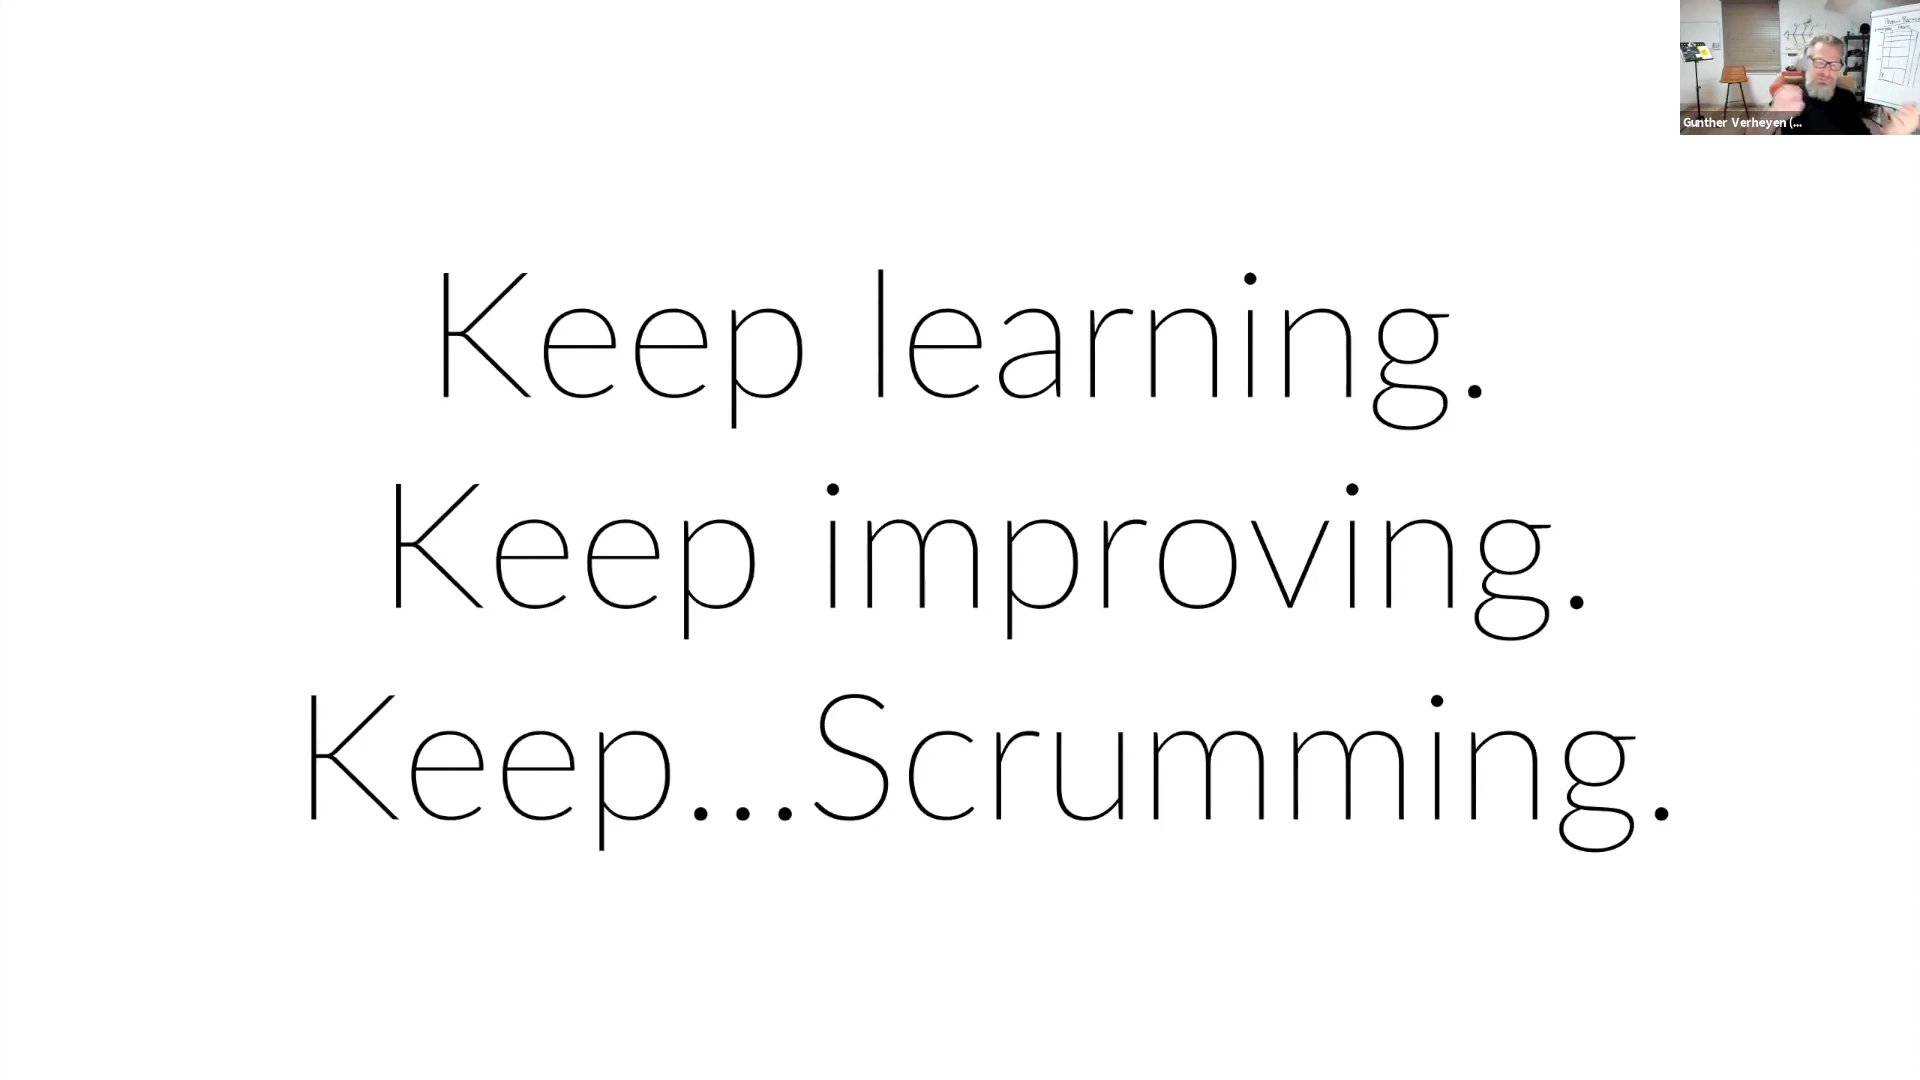 Gunther Verheyen (...
Keep learning.
Keep improving.
Keep...Scrumming.